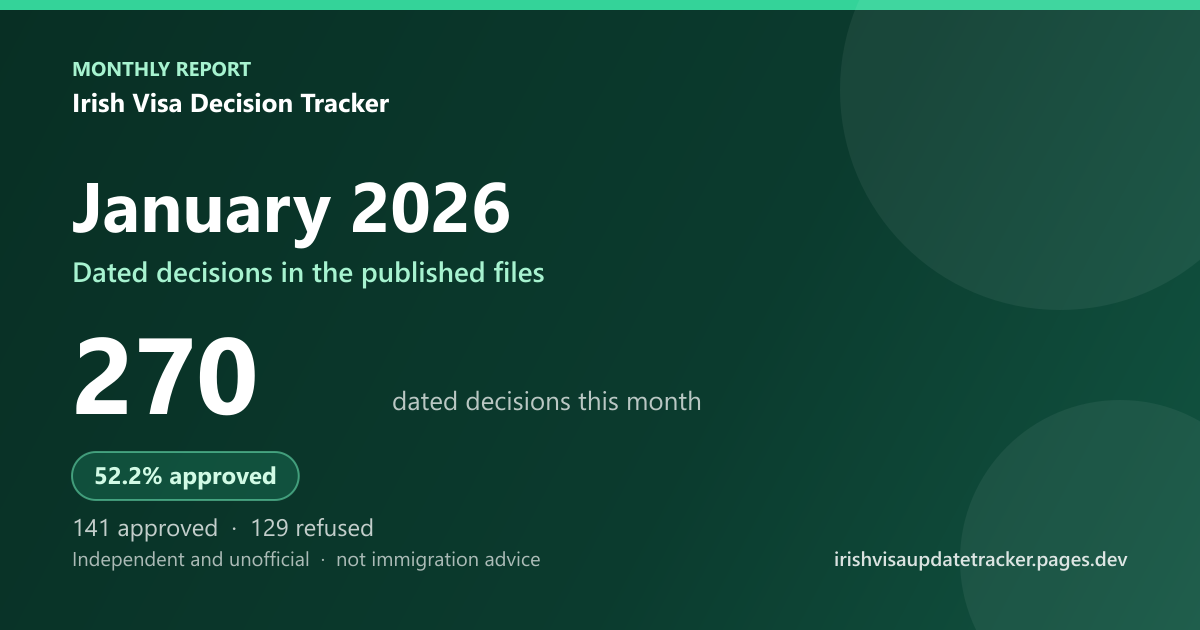 MONTHLY REPORT
Irish Visa Decision Tracker
January 2026
Dated decisions in the published files
270 dated decisions this month
52.2% approved
141 approved · 129 refused
Independent and unofficial · not immigration advice
irishvisaupdatetracker.pages.dev